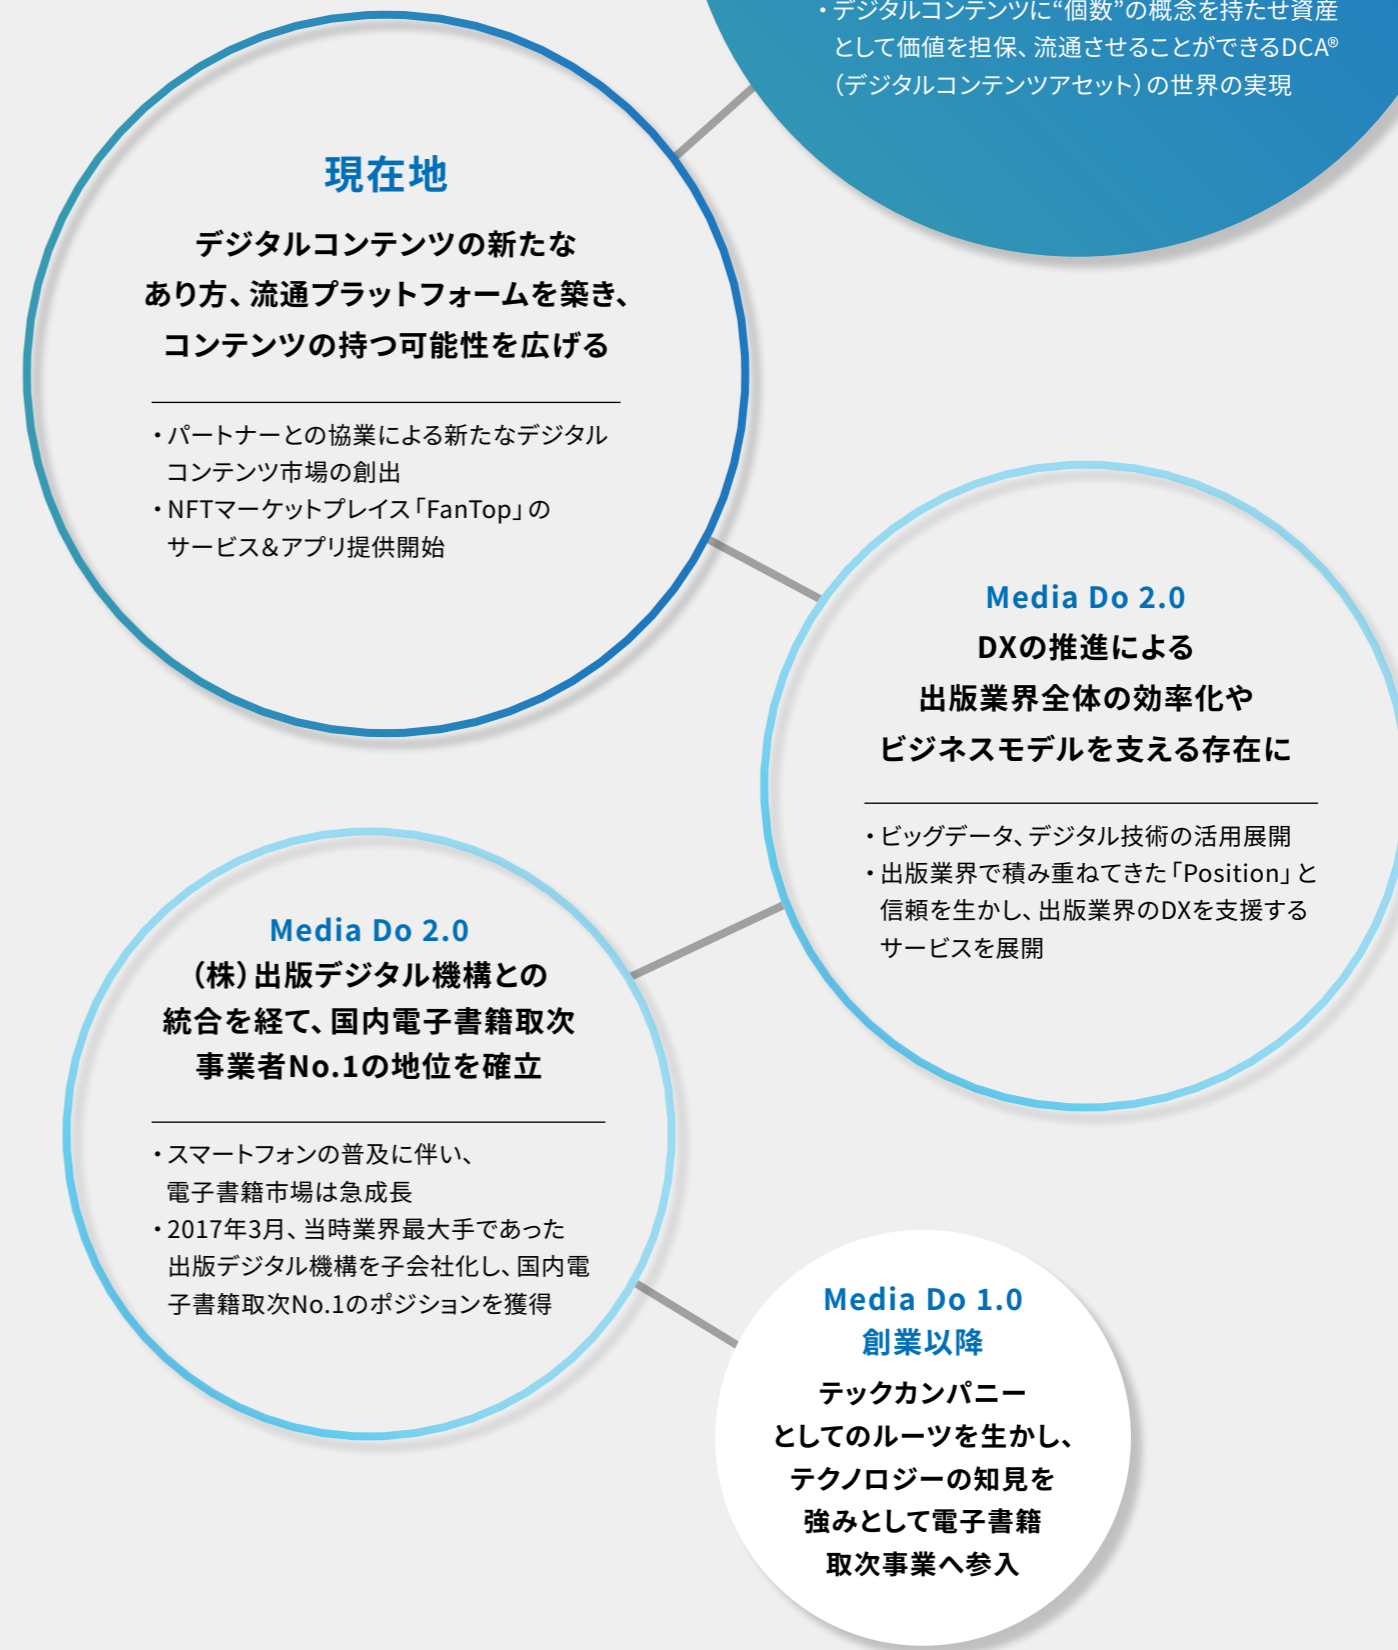 ・デジタルコンテンツに“個数”の概念を持たせ資産
として価値を担保、流通させることができるDCA®
（デジタルコンテンツアセット）の世界の実現
現在地
デジタルコンテンツの新たな
あり方、流通プラットフォームを築き、
コンテンツの持つ可能性を広げる
・パートナーとの協業による新たなデジタル
コンテンツ市場の創出
・NFTマーケットプレイス「FanTop」の
サービス&アプリ提供開始
Media Do 2.0
DXの推進による
出版業界全体の効率化や
ビジネスモデルを支える存在に
・ビッグデータ、デジタル技術の活用展開
・出版業界で積み重ねてきた「Position」と
信頼を生かし、出版業界のDXを支援する
サービスを展開
Media Do 2.0
（株）出版デジタル機構との
統合を経て、国内電子書籍取次
事業者No.1の地位を確立
・スマートフォンの普及に伴い、
電子書籍市場は急成長
・2017年3月、当時業界最大手であった
出版デジタル機構を子会社化し、国内電
子書籍取次No.1のポジションを獲得
Media Do 1.0
創業以降
テックカンパニー
としてのルーツを生かし、
テクノロジーの知見を
強みとして電子書籍
取次事業へ参入